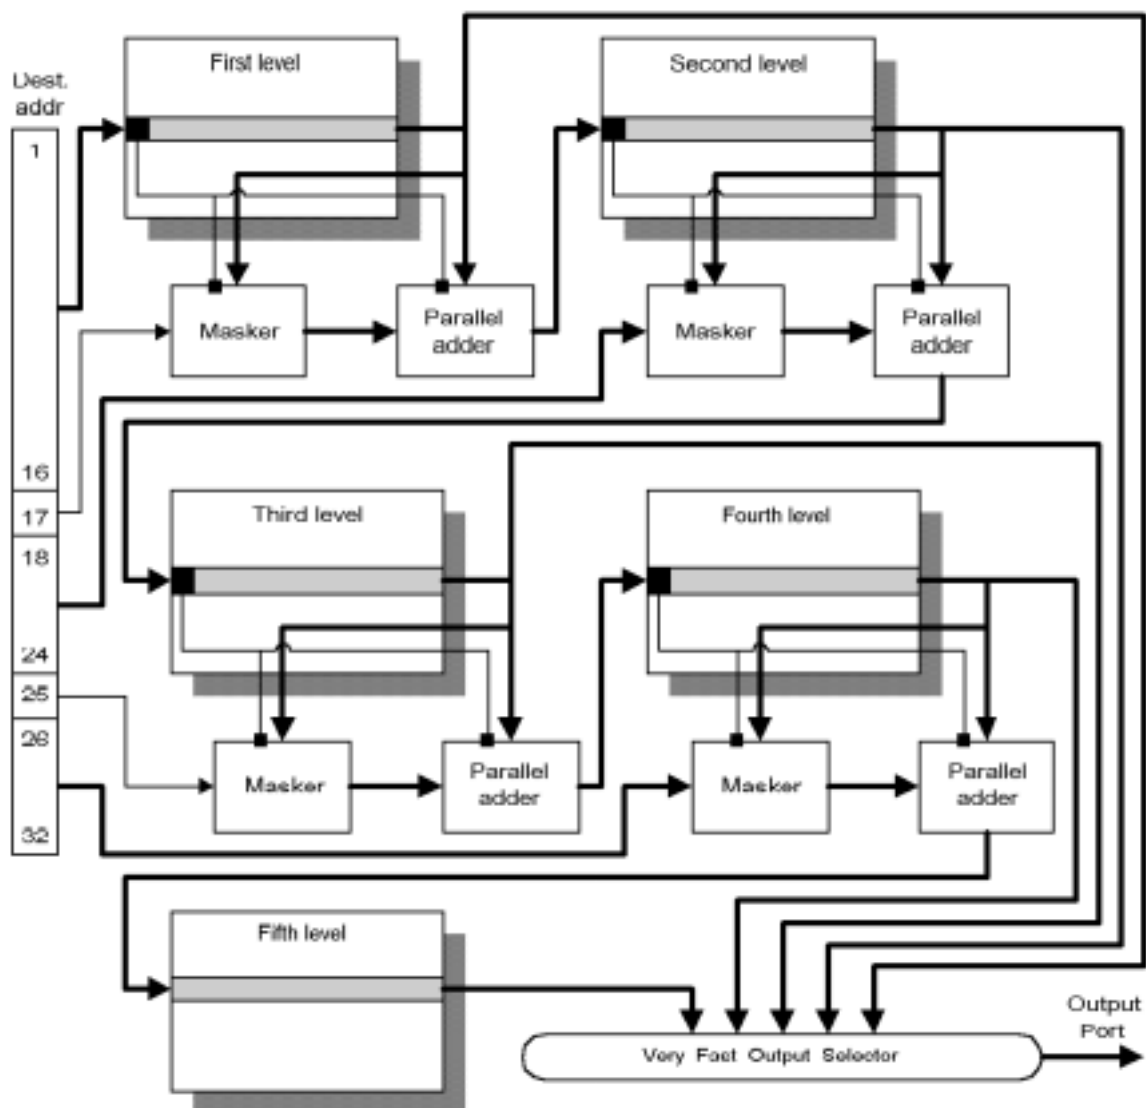 First level
Second level
Dest.
addr
1
Masker
Parallel
adder
Masker
Parallel
adder
16
17
18
Third level
Fourth level
24
25
26
Masker
Parallel
adder
Masker
Parallel
adder
32
Fifth level
Output
Port
Very Fast Output Selector